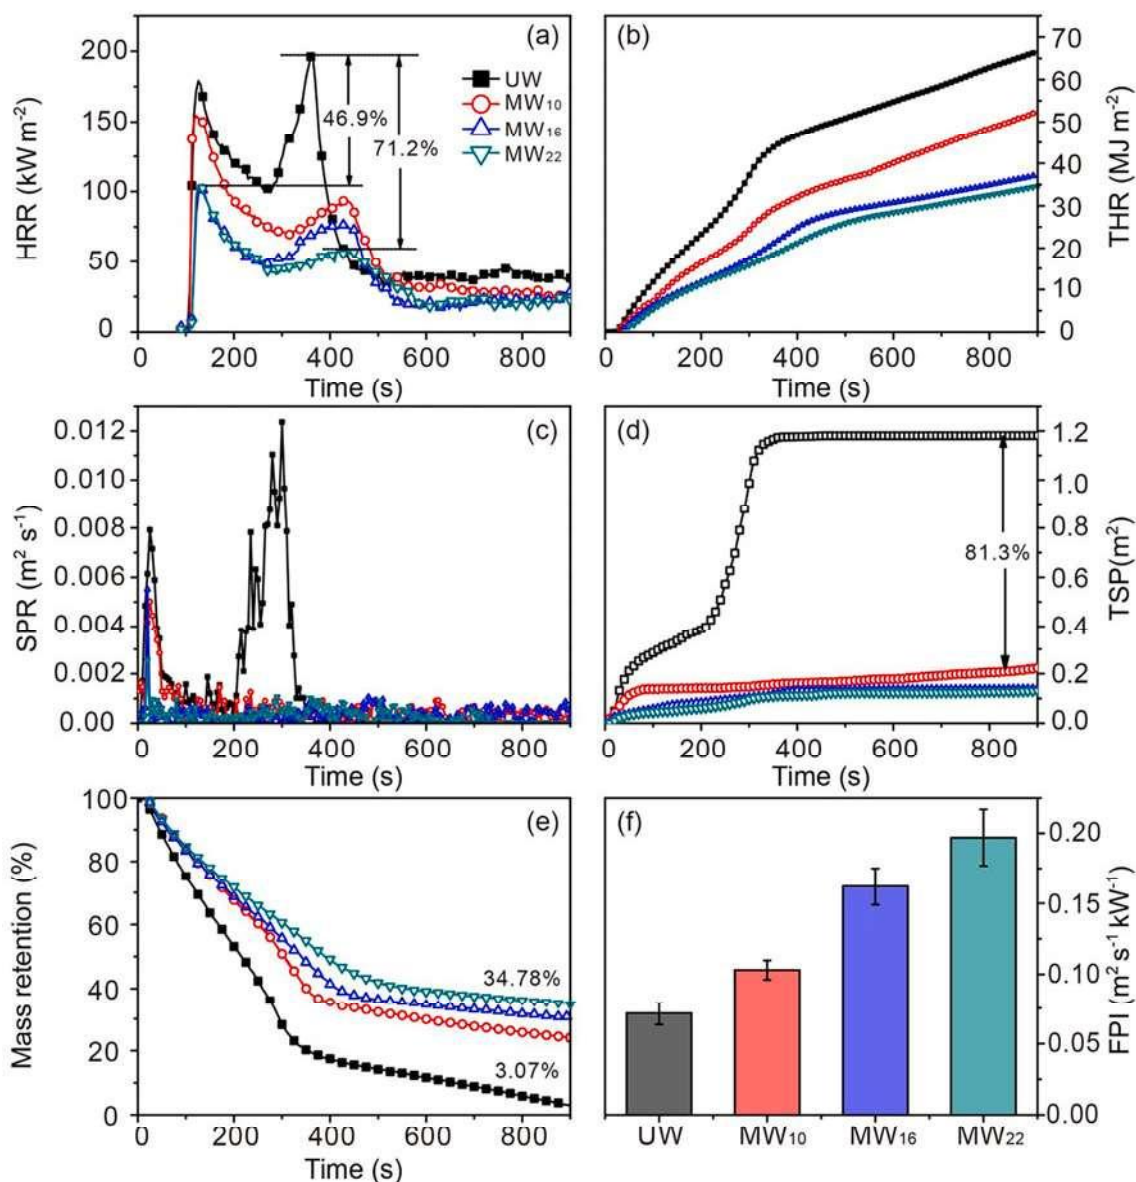 (a)
200
150
100
50
0
HRR (kW m⁻²)
UW
MW₁₀
MW₁₆
MW₂₂
46.9%
71.2%
0 200 400 600 800
Time (s)
(b)
70
60
50
40
30
20
10
0
THR (MJ m⁻²)
0 200 400 600 800
Time (s)
(c)
0.012
0.010
0.008
0.006
0.004
0.002
0.00
SPR (m² s⁻¹)
0 200 400 600 800
Time (s)
(d)
1.2
1.0
0.8
0.6
0.4
0.2
0.0
TSP(m²)
81.3%
0 200 400 600 800
Time (s)
(e)
100
80
60
40
20
0
Mass retention (%)
34.78%
3.07%
0 200 400 600 800
Time (s)
(f)
0.20
0.15
0.10
0.05
0.00
FPI (m² s⁻¹ kW⁻¹)
UW MW₁₀ MW₁₆ MW₂₂